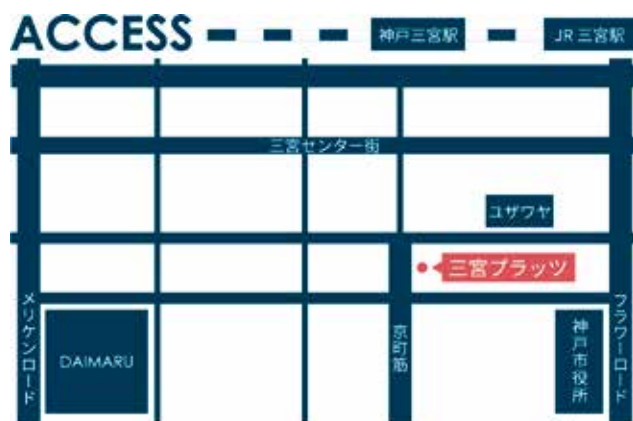 ACCESS
神戸三宮駅
JR 三宮駅
三宮センター街
ユザワヤ
三宮プラッツ
メリケンロード
DAIMARU
京町筋
神戸市役所
フラワーロード